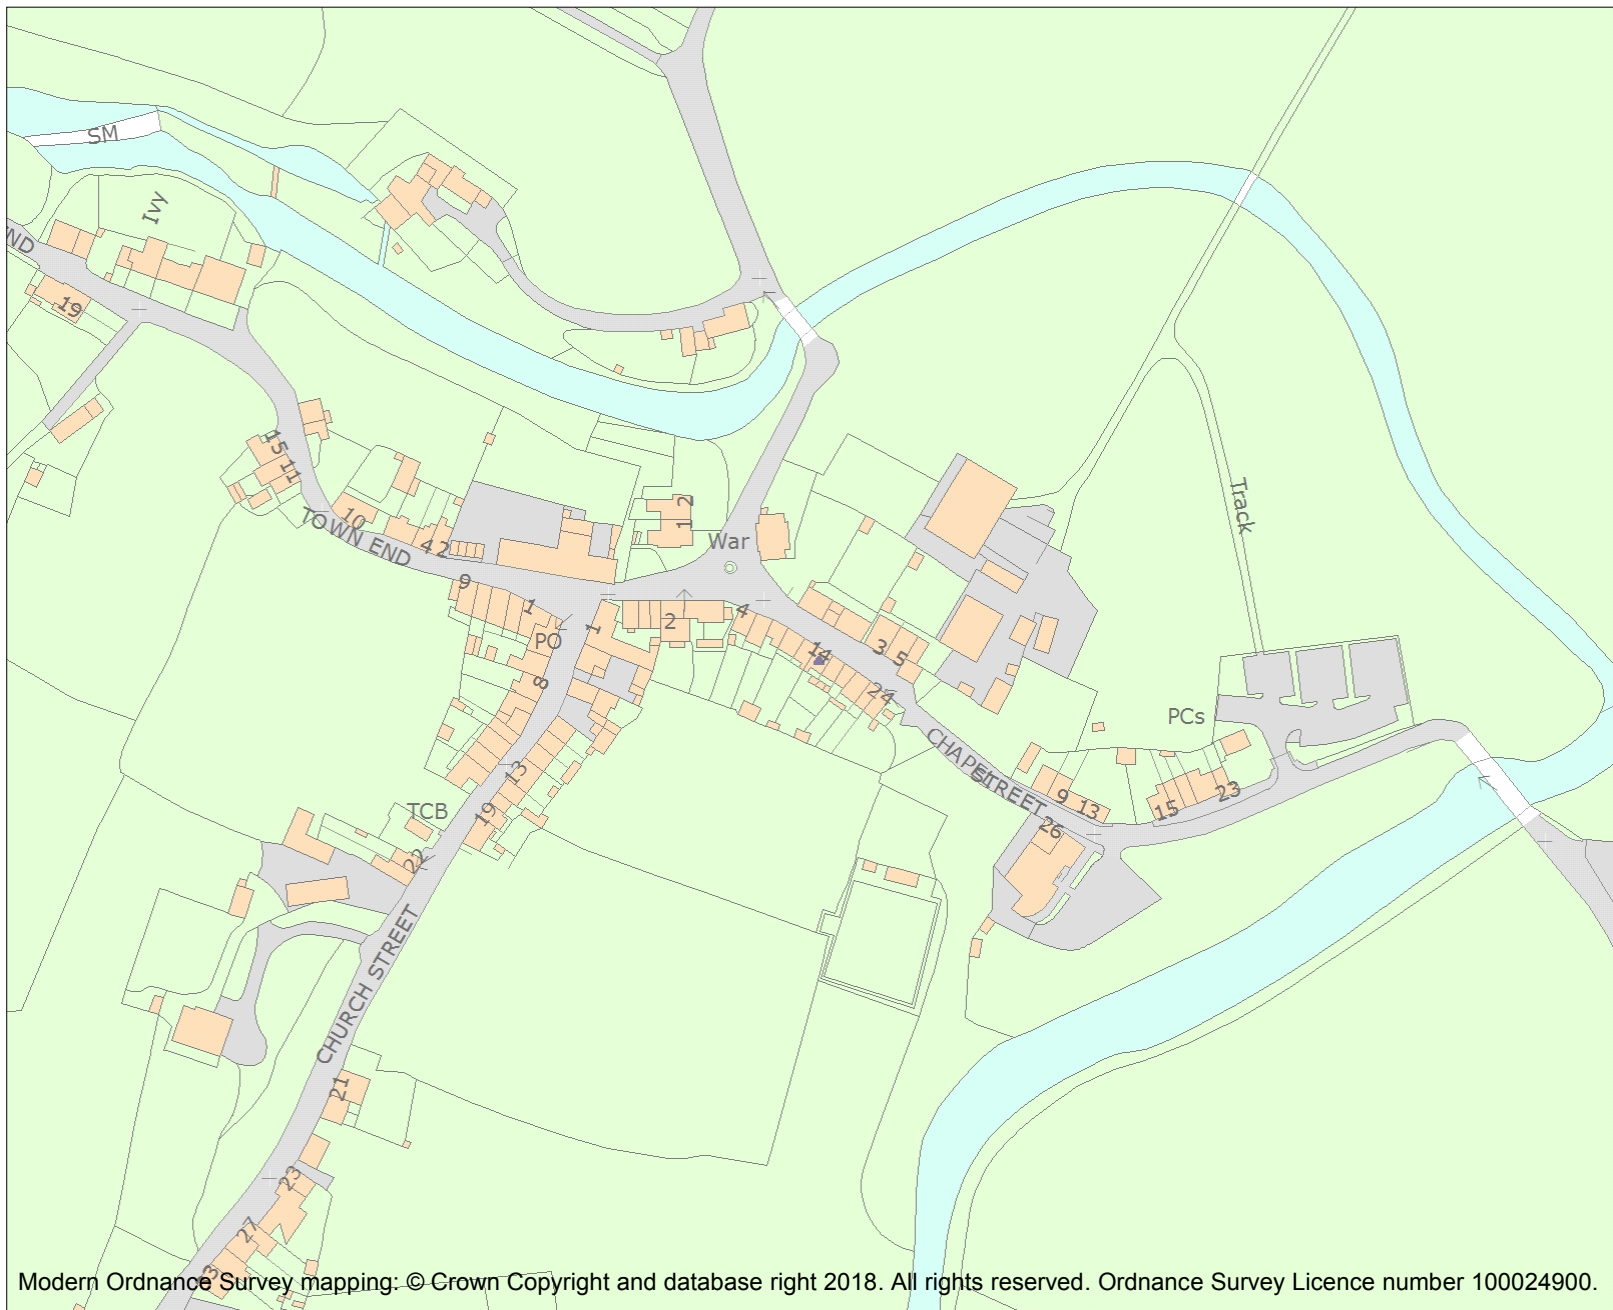 SM
Ivy
ND
19
15
11
10
TOWN END
4
2
1 2
War
9
1
PO
1
2
4
14
3
5
24
8
Track
PCs
CHAPEL
STREET
9
13
15
23
26
13
19
TCB
22
CHURCH STREET
21
23
27
Modern Ordnance Survey mapping: © Crown Copyright and database right 2018. All rights reserved. Ordnance Survey Licence number 100024900.